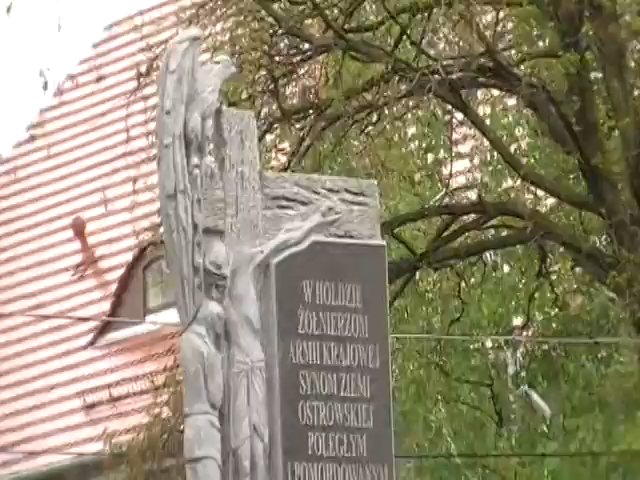 W HOŁDZIE
ŻOŁNIERZOM
ARMII KRAJOWEJ
SYNOM ZIEMI
OSTROWSKIEJ
POLEGŁYM
I POMORDOWANYM